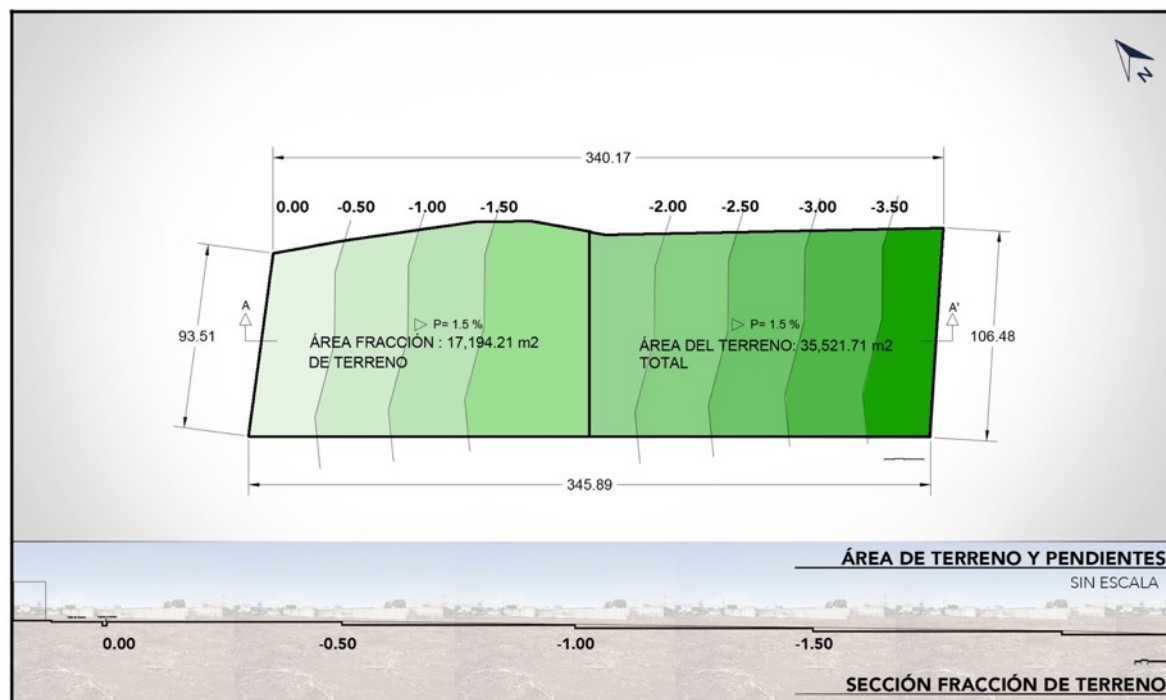 N
340.17
0.00 -0.50 -1.00 -1.50 -2.00 -2.50 -3.00 -3.50
A
A'
93.51
106.48
P= 1.5 %
ÁREA FRACCIÓN : 17,194.21 m2
DE TERRENO
P= 1.5 %
ÁREA DEL TERRENO: 35,521.71 m2
TOTAL
345.89
ÁREA DE TERRENO Y PENDIENTES
SIN ESCALA
0.00 -0.50 -1.00 -1.50
SECCIÓN FRACCIÓN DE TERRENO